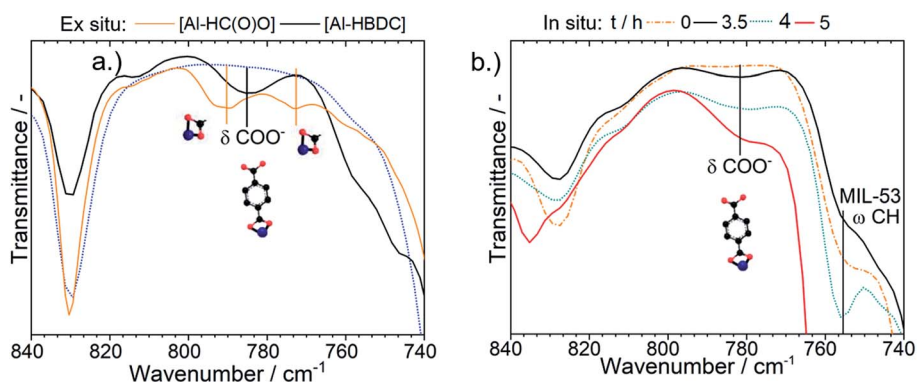 Ex situ: [Al-HC(O)O] [Al-HBDC]
a.)
δ COO⁻
Transmittance / -
840 820 800 780 760 740
Wavenumber / cm⁻¹
In situ: t / h 0 3.5 4 5
b.)
δ COO⁻
MIL-53
ω CH
Transmittance / -
840 820 800 780 760 740
Wavenumber / cm⁻¹